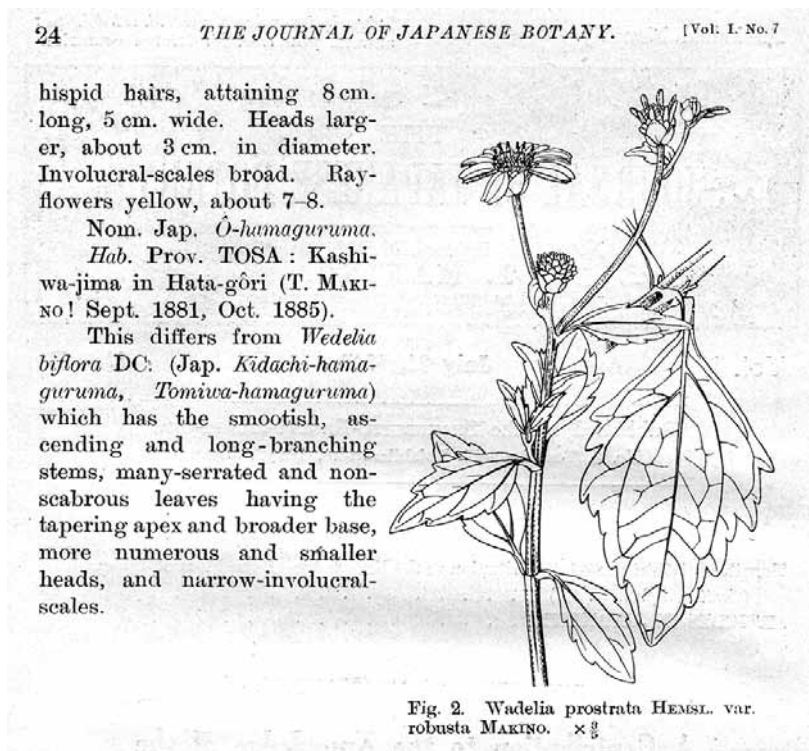 24 THE JOURNAL OF JAPANESE BOTANY. [Vol. I. No. 7
hispid hairs, attaining 8 cm.
long, 5 cm. wide. Heads larg-
er, about 3 cm. in diameter.
Involucral-scales broad. Ray-
flowers yellow, about 7–8.
Nom. Jap. Ô-hamaguruma.
Hab. Prov. TOSA : Kashi-
wa-jima in Hata-gôri (T. MAKI-
NO! Sept. 1881, Oct. 1885).
This differs from Wedelia
biflora DC. (Jap. Kidachi-hama-
guruma, Tomiwa-hamaguruma)
which has the smootish, as-
cending and long-branching
stems, many-serrated and non-
scabrous leaves having the
tapering apex and broader base,
more numerous and smaller
heads, and narrow-involucral-
scales.
Fig. 2. Wadelia prostrata HEMSL. var.
robusta MAKINO. ×